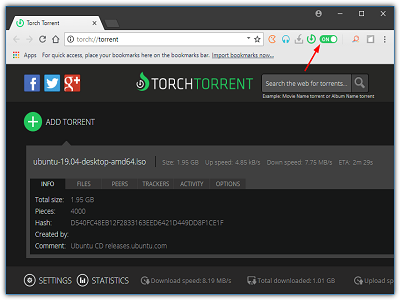 Torch Torrent
torch://torrent
ON
Apps For quick access, place your bookmarks here on the bookmarks bar. Import bookmarks now...
TORCHTORRENT
Search the web for torrents...
Example: Movie Name torrent or Album Name torrent
ADD TORRENT
ubuntu-19.04-desktop-amd64.iso Size: 1.95 GB Up speed: 4.85 kB/s Down speed: 7.75 MB/s ETA: 2m 29s
INFO FILES PEERS TRACKERS ACTIVITY OPTIONS
Total size: 1.95 GB
Pieces: 4000
Hash: D540FC48EB12F2833163EED6421D449DD8F1CE1F
Created by:
Comment: Ubuntu CD releases.ubuntu.com
SETTINGS STATISTICS Download speed: 8.19 MB/s Total downloaded: 1.01 GB Upload sp